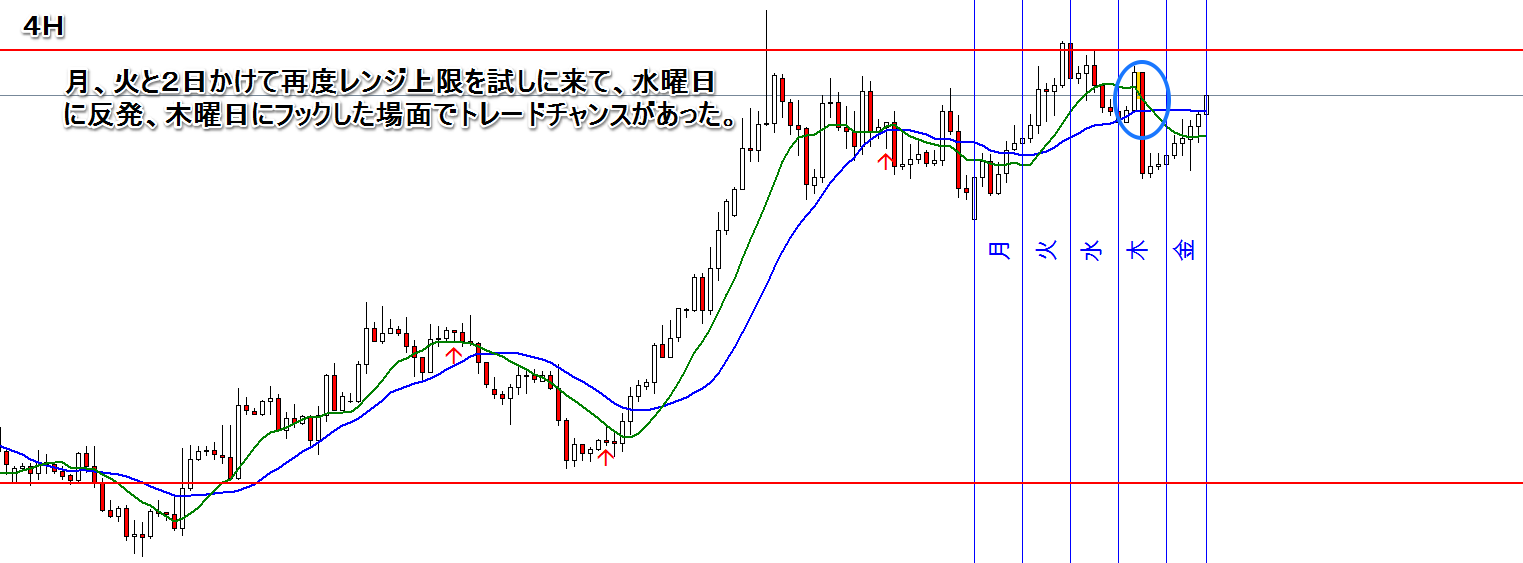 4H
月、火と2日かけて再度レンジ上限を試しに来て、水曜日
に反発、木曜日にフックした場面でトレードチャンスがあった。
月
火
水
木
金